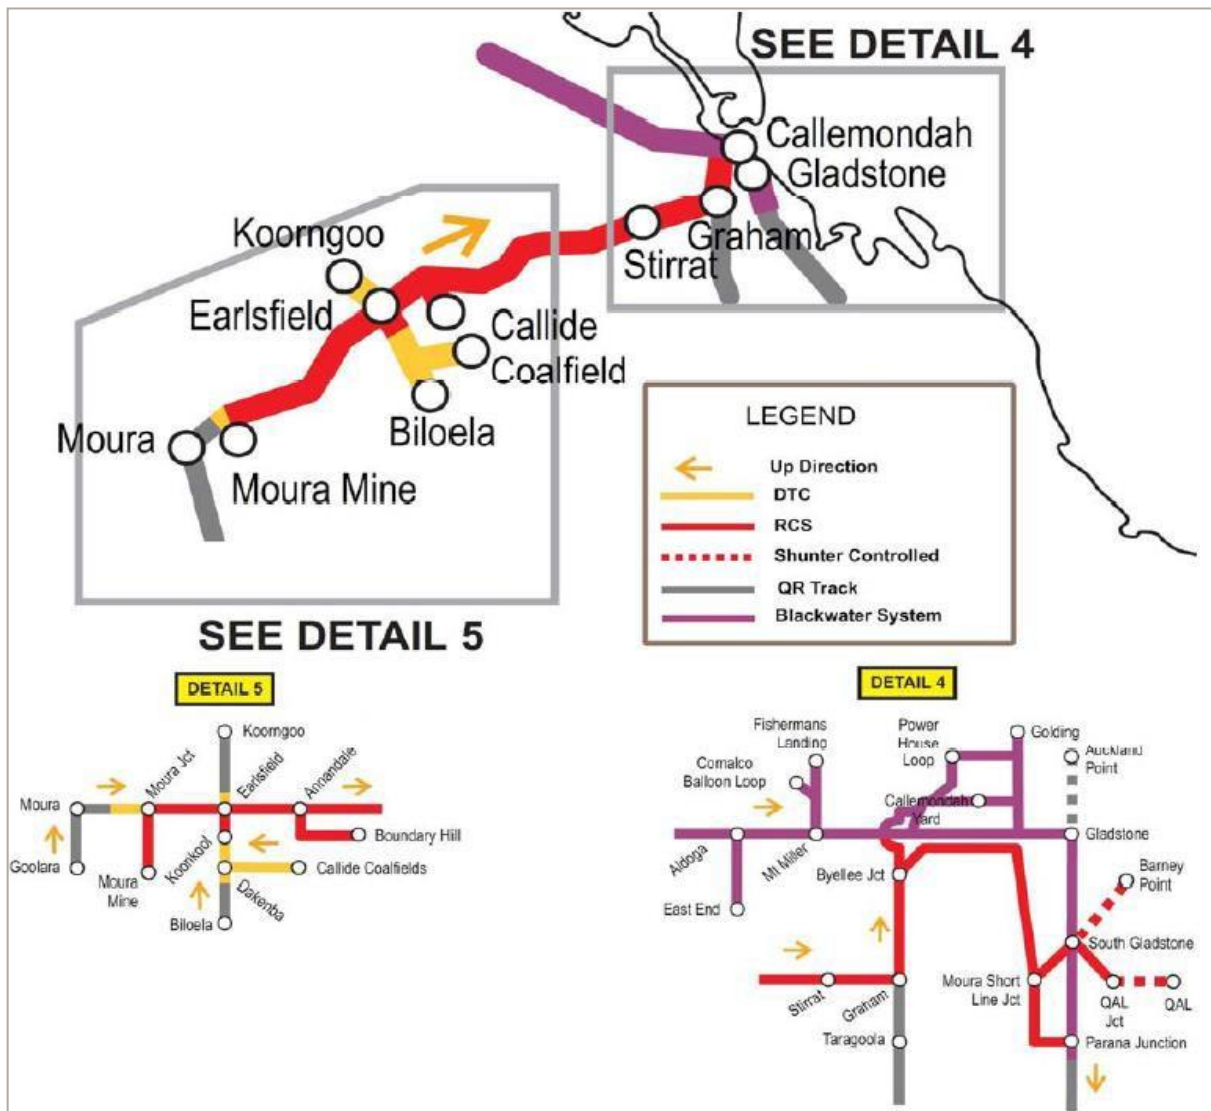 SEE DETAIL 4
Callemondah
Gladstone
Koorngoo
Graham
Stirrat
Earlsfield
Callide
Coalfield
Biloela
Moura
Moura Mine
LEGEND
Up Direction
DTC
RCS
Shunter Controlled
QR Track
Blackwater System
SEE DETAIL 5
DETAIL 5
Koorngoo
Moura Jct
Earlsfield
Annandale
Moura
Boundary Hill
Goolara
Moura
Mine
Koonkool
Callide Coalfields
Dakenba
Biloela
DETAIL 4
Fishermans
Landing
Power
House
Loop
Golding
Comalco
Balloon Loop
Auckland
Point
Callemondah
Yard
Gladstone
Aldoga
Mt Miller
Byellee Jct
Barney
Point
East End
South Gladstone
Stirrat
Graham
Moura Short
Line Jct
QAL
Jct
QAL
Taragoola
Parana Junction